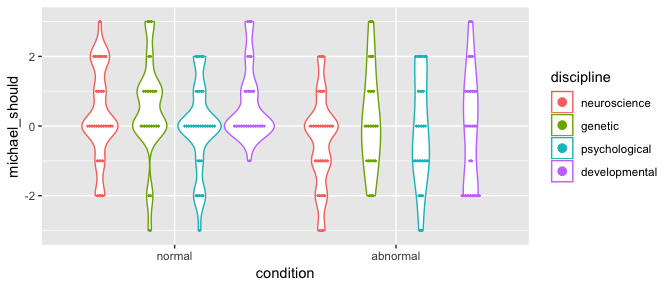 michael_should
2
0
-2
normal
abnormal
condition
discipline
neuroscience
genetic
psychological
developmental